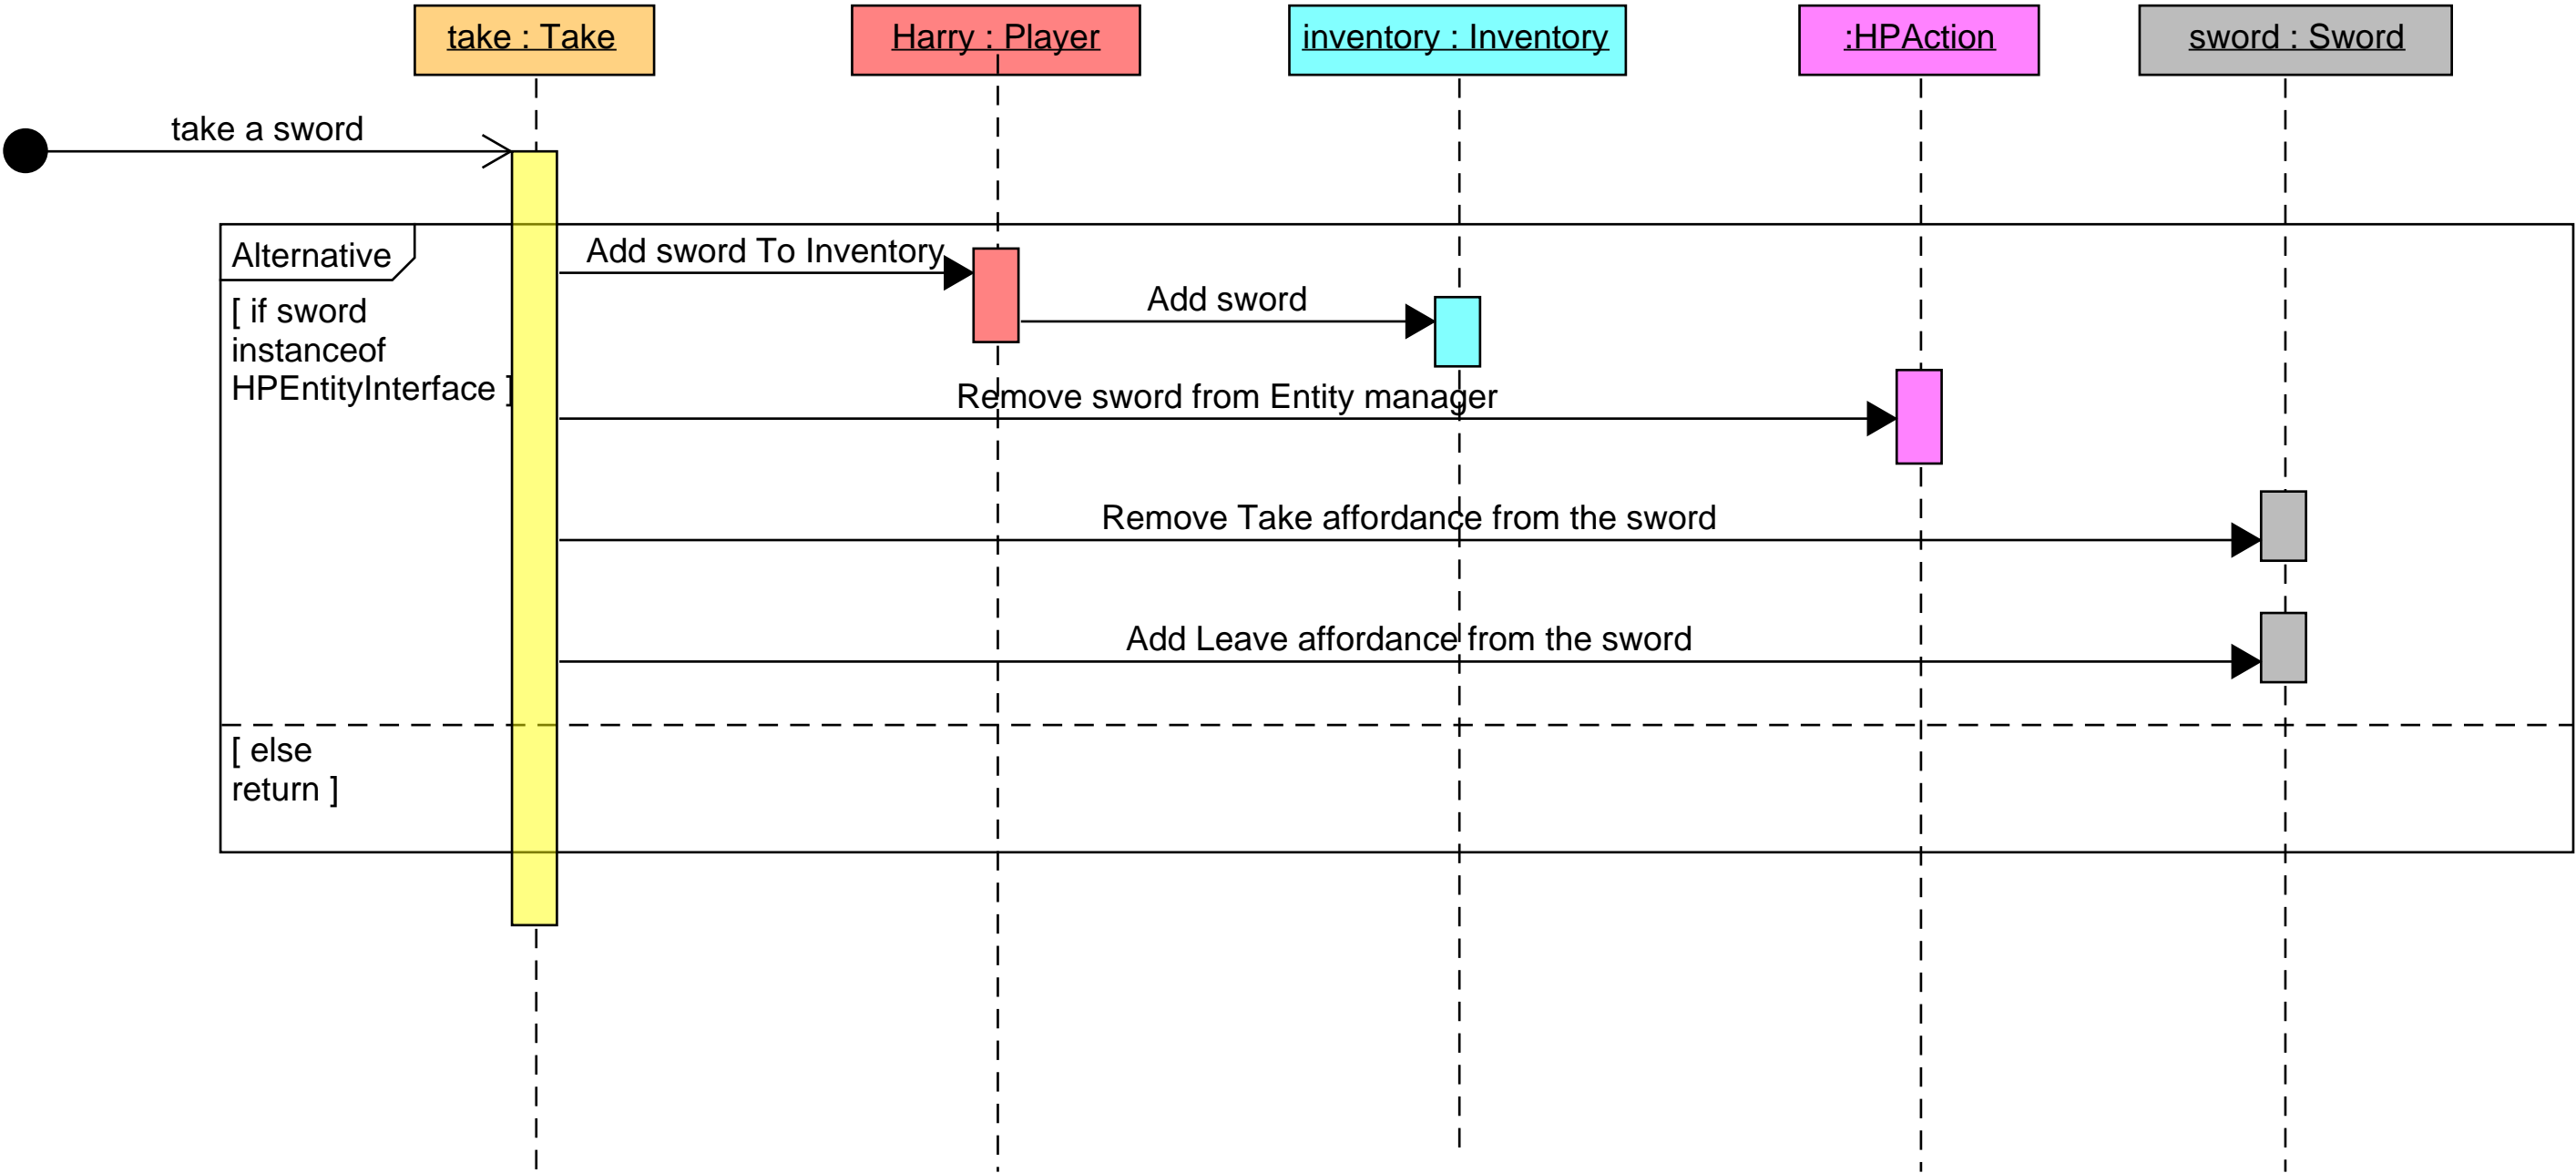 take : Take
Harry : Player
inventory : Inventory
:HPAction
sword : Sword
take a sword
Alternative
Add sword To Inventory
[ if sword
instanceof
HPEntityInterface ]
Add sword
Remove sword from Entity manager
Remove Take affordance from the sword
Add Leave affordance from the sword
[ else
return ]